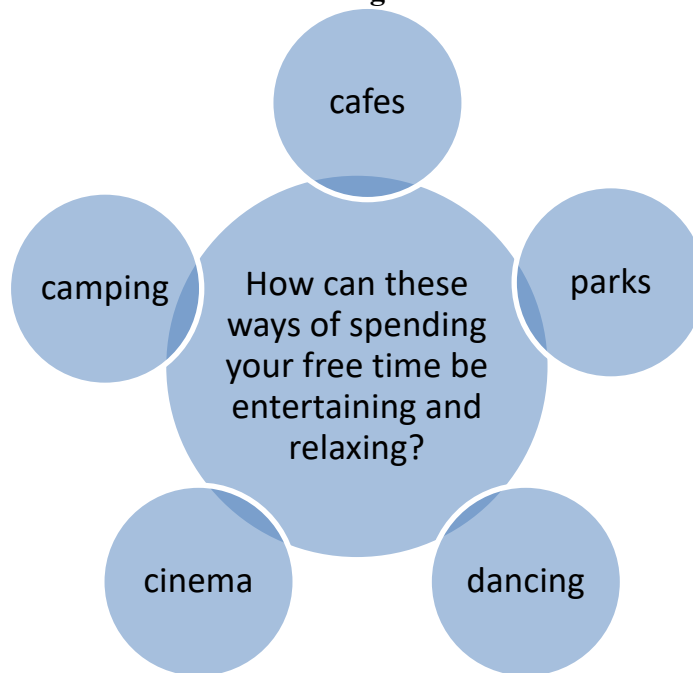 cafes
camping
How can these
ways of spending
your free time be
entertaining and
relaxing?
parks
cinema
dancing